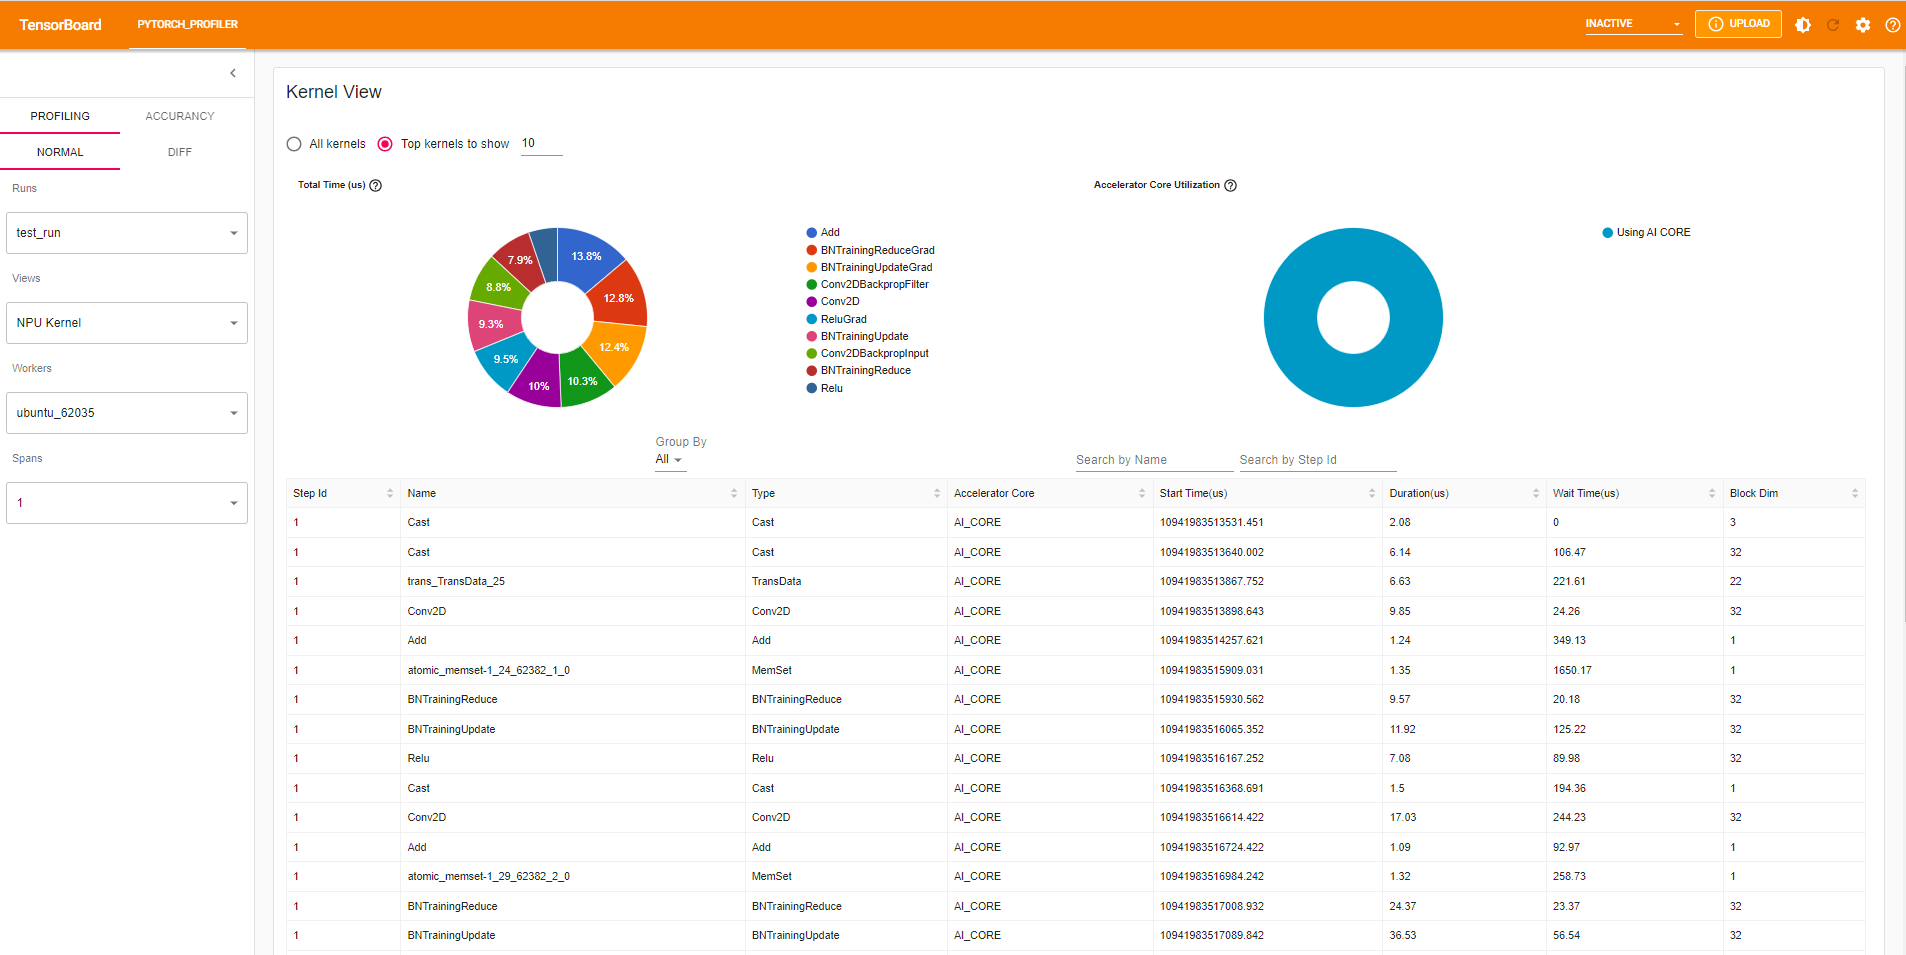 TensorBoard PYTORCH_PROFILER INACTIVE UPLOAD
PROFILING ACCURANCY
NORMAL DIFF
Runs
test_run
Views
NPU Kernel
Workers
ubuntu_62035
Spans
1
Kernel View
All kernels Top kernels to show 10
Total Time (us)
13.8%
12.8%
12.4%
10.3%
10%
9.5%
9.3%
8.8%
7.9%
Add
BNTrainingReduceGrad
BNTrainingUpdateGrad
Conv2DBackpropFilter
Conv2D
ReluGrad
BNTrainingUpdate
Conv2DBackpropInput
BNTrainingReduce
Relu
Accelerator Core Utilization
Using AI CORE
Group By
All
Search by Name Search by Step Id
Step Id Name Type Accelerator Core Start Time(us) Duration(us) Wait Time(us) Block Dim
1 Cast Cast AI_CORE 10941983513531.451 2.08 0 3
1 Cast Cast AI_CORE 10941983513640.002 6.14 106.47 32
1 trans_TransData_25 TransData AI_CORE 10941983513867.752 6.63 221.61 22
1 Conv2D Conv2D AI_CORE 10941983513898.643 9.85 24.26 32
1 Add Add AI_CORE 10941983514257.621 1.24 349.13 1
1 atomic_memset-1_24_62382_1_0 MemSet AI_CORE 10941983515909.031 1.35 1650.17 1
1 BNTrainingReduce BNTrainingReduce AI_CORE 10941983515930.562 9.57 20.18 32
1 BNTrainingUpdate BNTrainingUpdate AI_CORE 10941983516065.352 11.92 125.22 32
1 Relu Relu AI_CORE 10941983516167.252 7.08 89.98 32
1 Cast Cast AI_CORE 10941983516368.691 1.5 194.36 1
1 Conv2D Conv2D AI_CORE 10941983516614.422 17.03 244.23 32
1 Add Add AI_CORE 10941983516724.422 1.09 92.97 1
1 atomic_memset-1_29_62382_2_0 MemSet AI_CORE 10941983516984.242 1.32 258.73 1
1 BNTrainingReduce BNTrainingReduce AI_CORE 10941983517008.932 24.37 23.37 32
1 BNTrainingUpdate BNTrainingUpdate AI_CORE 10941983517089.842 36.53 56.54 32